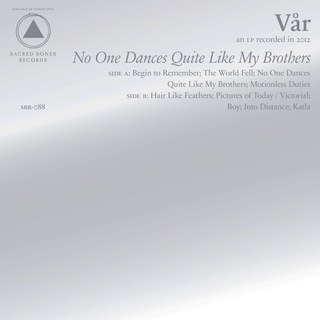 Vår
an LP recorded in 2012
SACRED BONES
RECORDS
No One Dances Quite Like My Brothers
SIDE A: Begin to Remember; The World Fell; No One Dances
Quite Like My Brothers; Motionless Duties
SIDE B: Hair Like Feathers; Pictures of Today / Victorial;
Boy; Into Distance; Katla
SBR-088